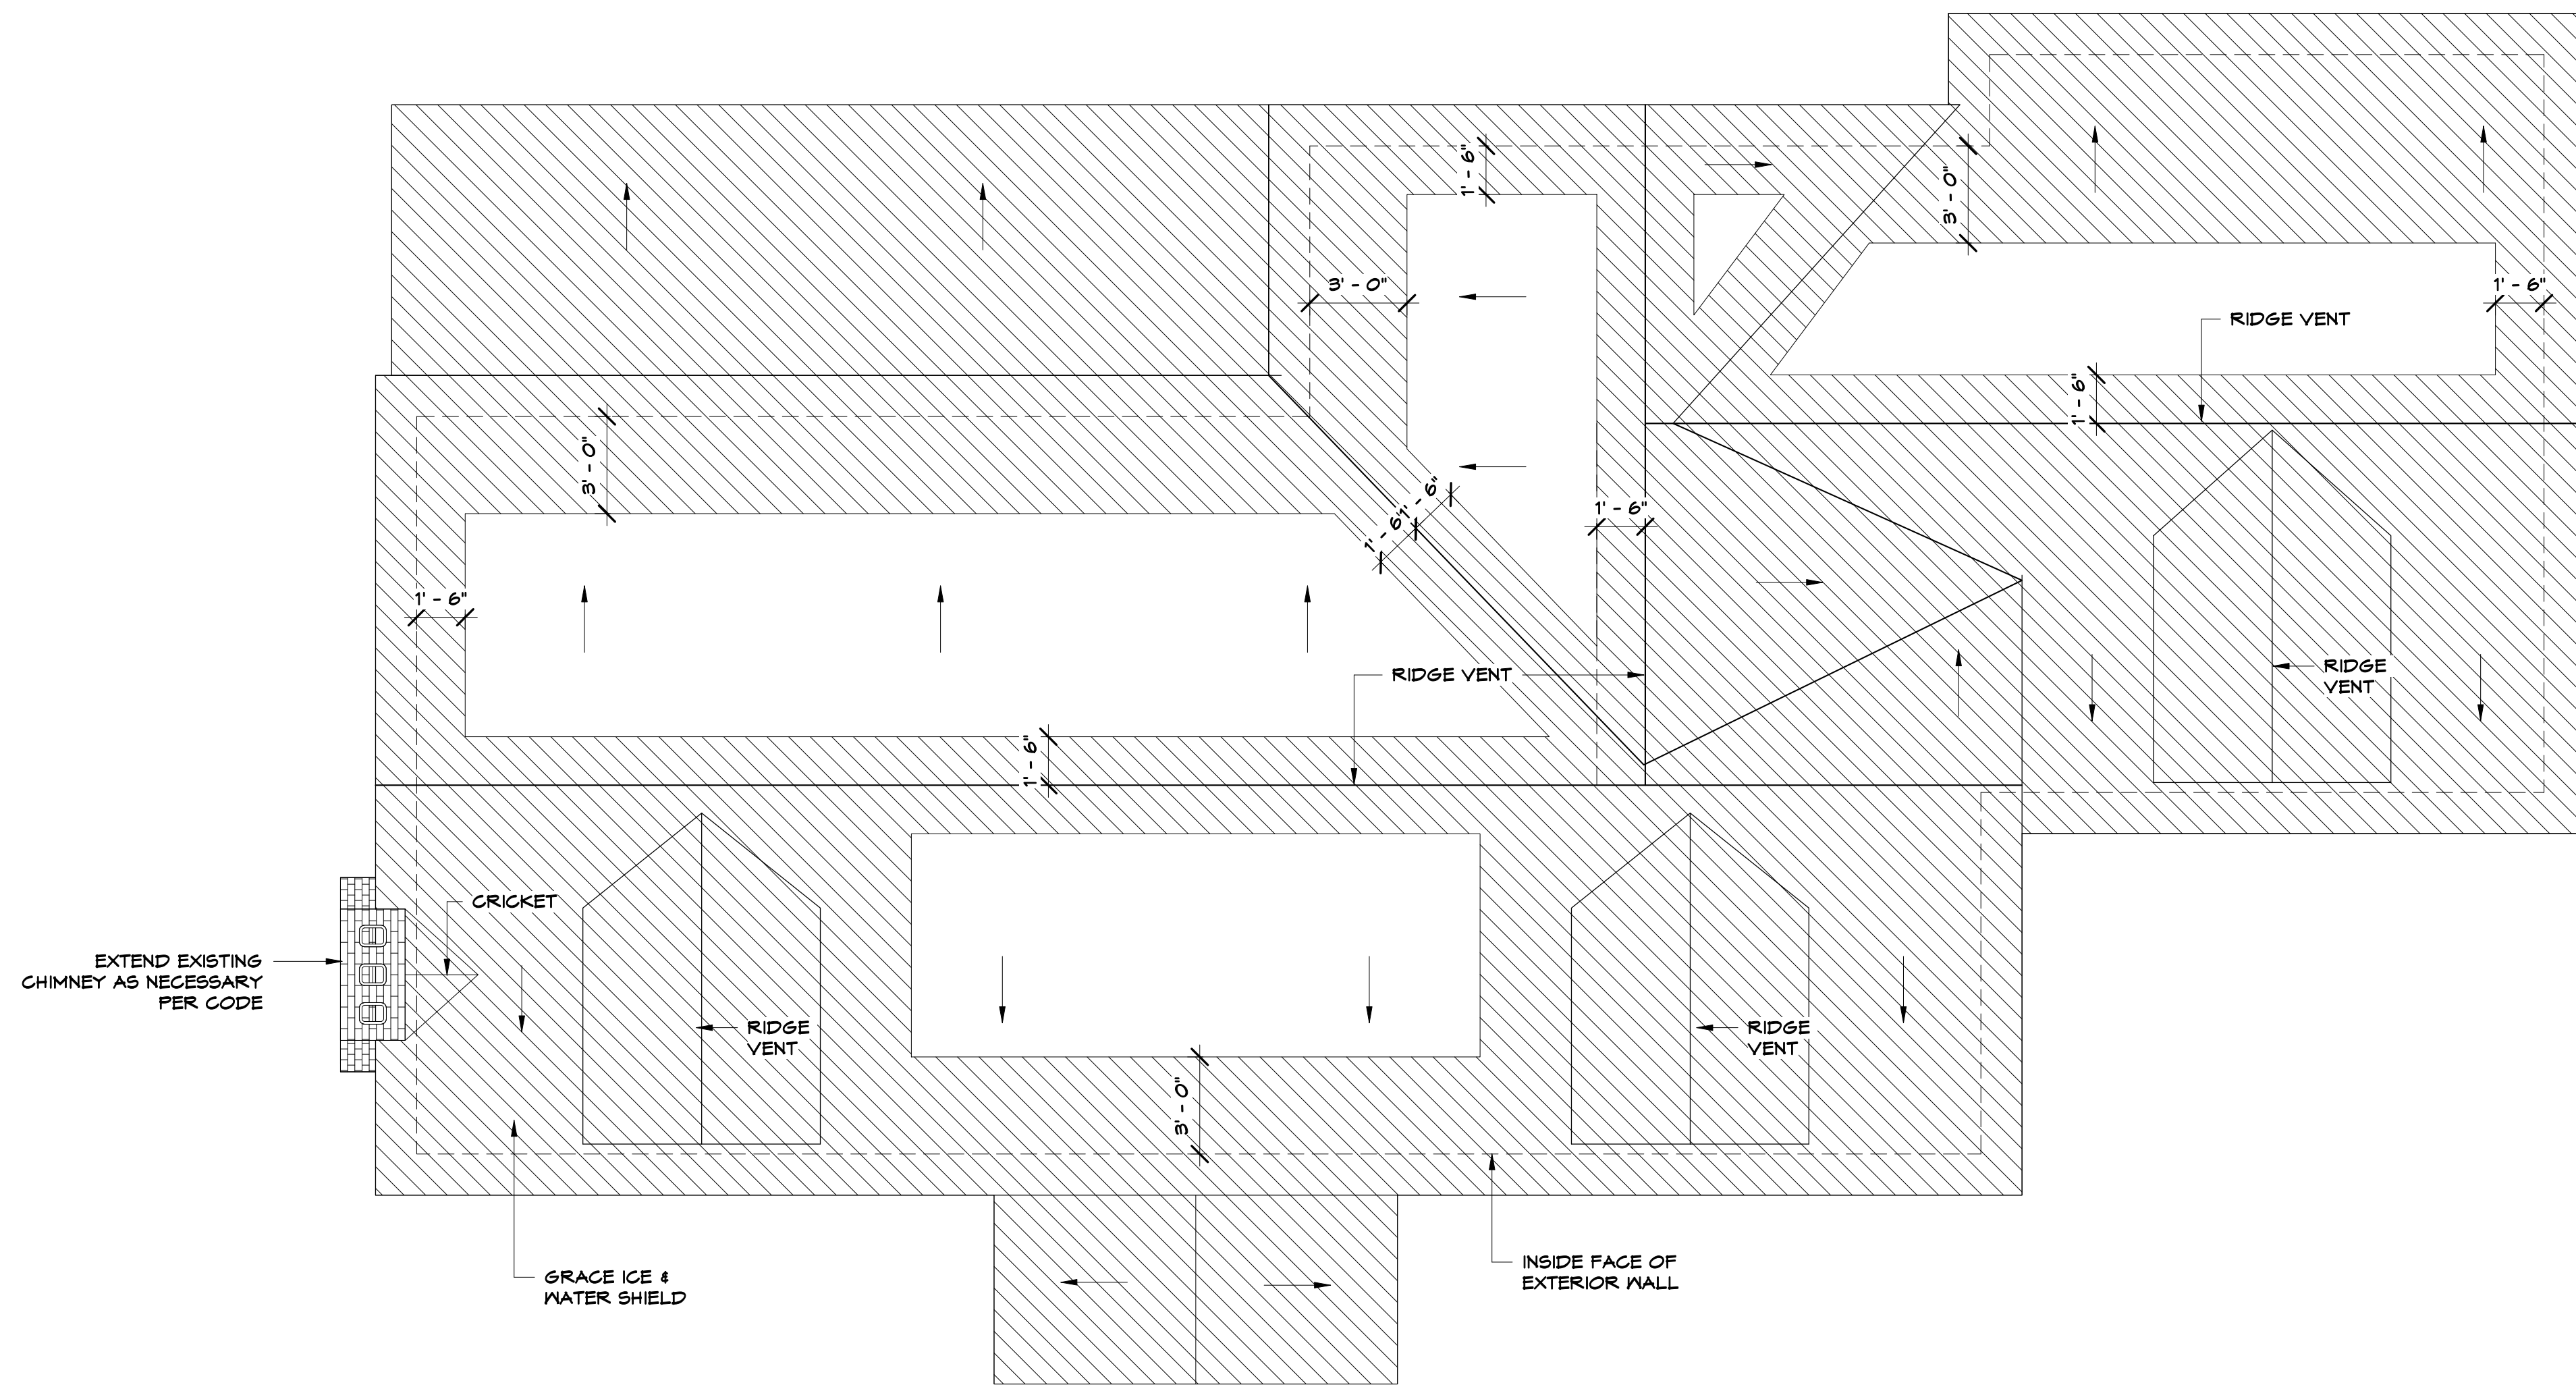 1' - 6"
3' - 0"
3' - 0"
1' - 6"
RIDGE VENT
1' - 6"
3' - 0"
1' - 6"
1' - 6"
1' - 6"
1' - 6"
RIDGE VENT
RIDGE
VENT
1' - 6"
CRICKET
EXTEND EXISTING
CHIMNEY AS NECESSARY
PER CODE
RIDGE
VENT
RIDGE
VENT
3' - 0"
GRACE ICE &
WATER SHIELD
INSIDE FACE OF
EXTERIOR WALL